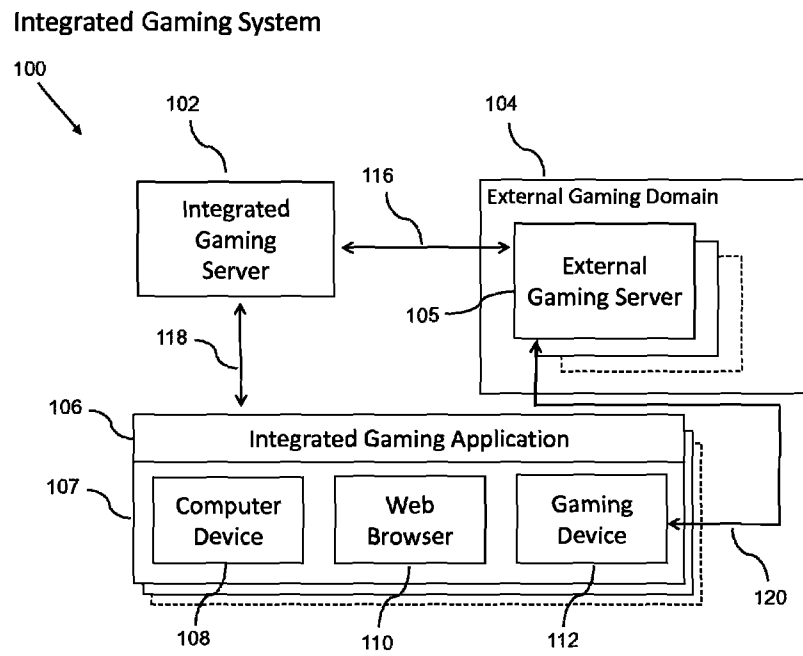 Integrated Gaming System
100
102
104
116
External Gaming Domain
Integrated
Gaming
Server
External
Gaming Server
105
118
106
Integrated Gaming Application
107
Computer
Device
Web
Browser
Gaming
Device
108
110
112
120